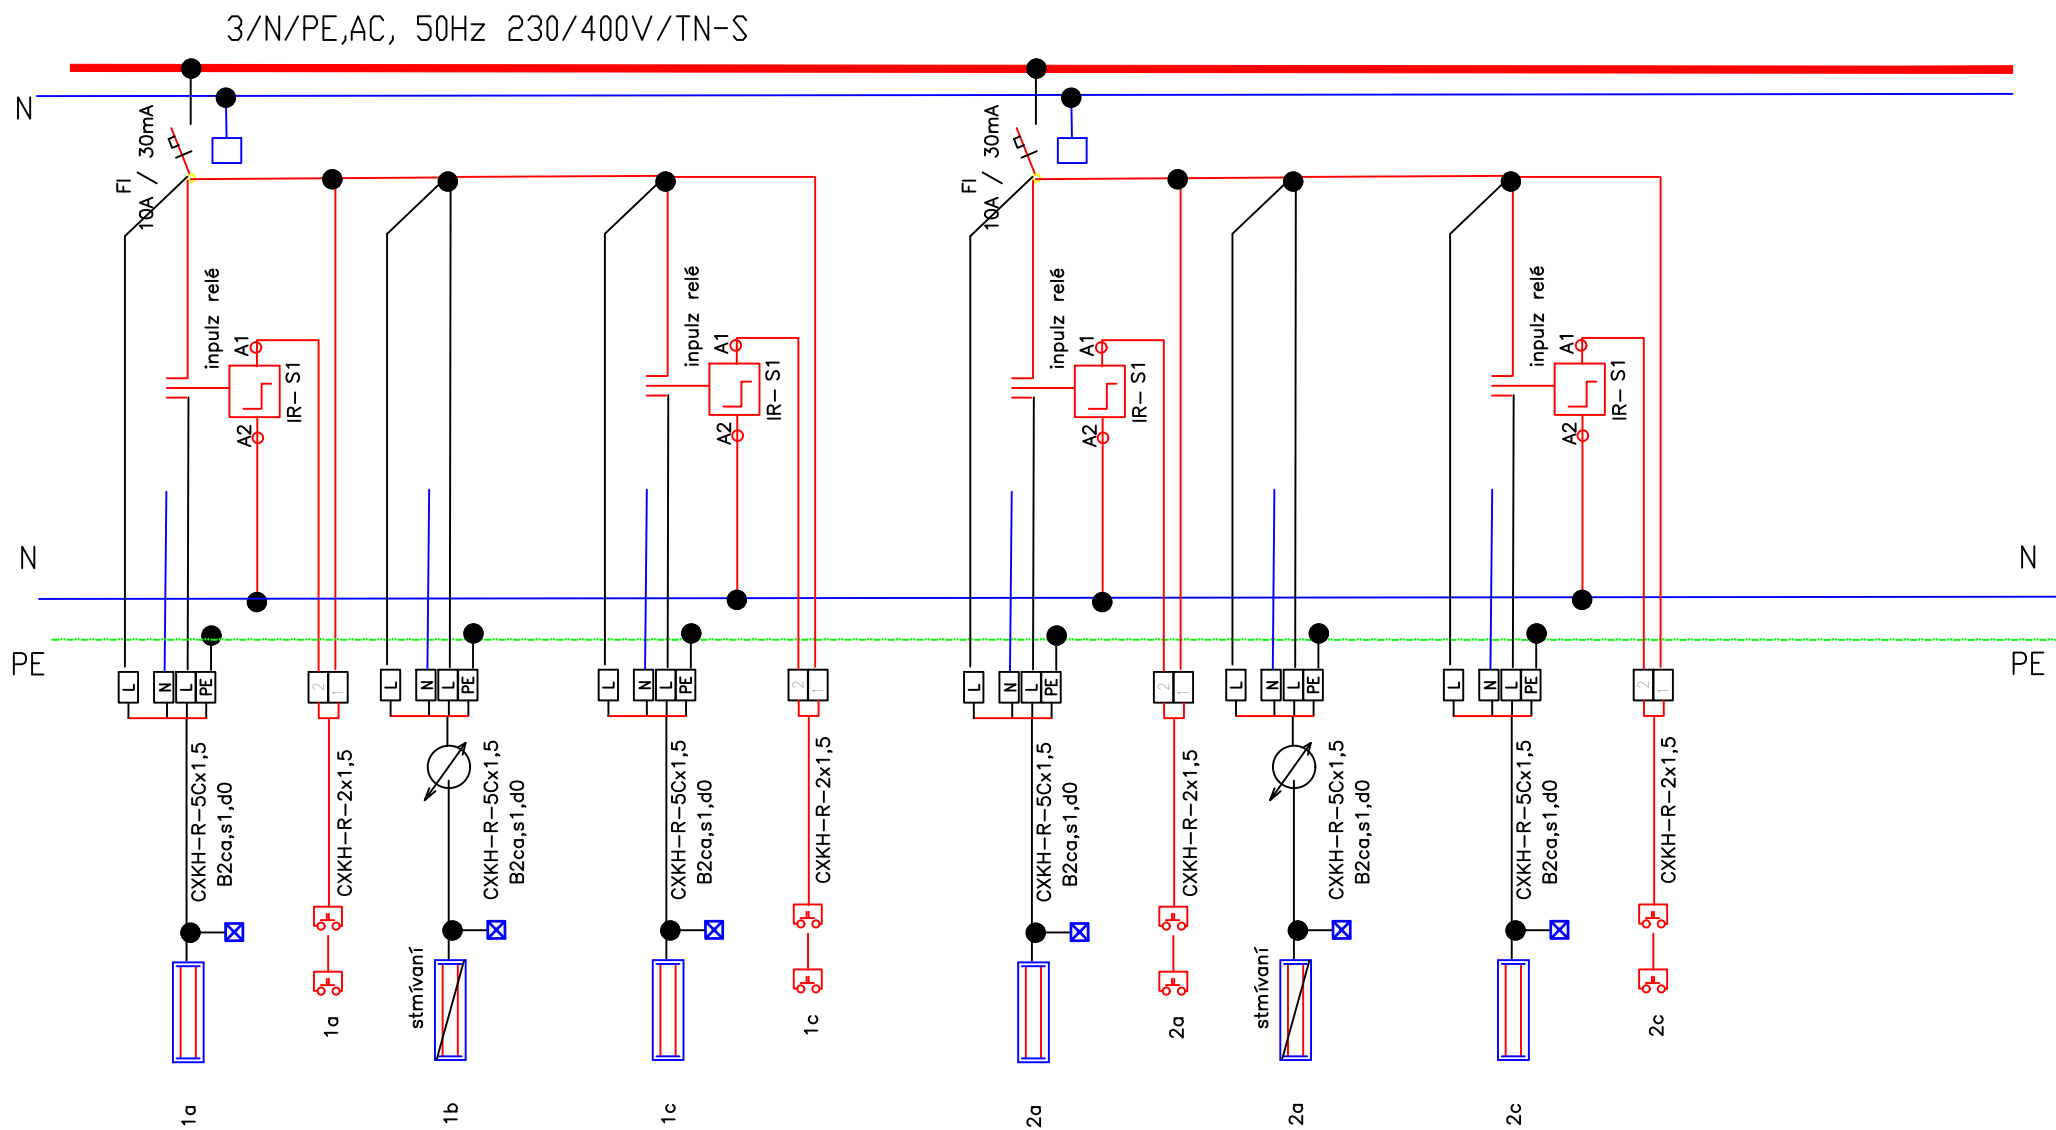 3/N/PE,AC, 50Hz 230/400V/TN-S
N
FI / 30mA
10A
inpulz relé
A1
A2
IR- S1
inpulz relé
A1
A2
IR- S1
FI / 30mA
10A
inpulz relé
A1
A2
IR- S1
inpulz relé
A1
A2
IR- S1
N
N
PE
PE
L
N
L
PE
2
1
L
N
L
PE
L
N
L
PE
2
1
L
N
L
PE
2
1
L
N
L
PE
L
N
L
PE
2
1
CXKH-R-5Cx1,5
B2ca,s1,d0
CXKH-R-2x1,5
CXKH-R-5Cx1,5
B2ca,s1,d0
CXKH-R-5Cx1,5
B2ca,s1,d0
CXKH-R-2x1,5
CXKH-R-5Cx1,5
B2ca,s1,d0
CXKH-R-2x1,5
CXKH-R-5Cx1,5
B2ca,s1,d0
CXKH-R-5Cx1,5
B2ca,s1,d0
CXKH-R-2x1,5
1a
stmívaní
1c
2a
stmívaní
2c
1a
1b
1c
2a
2a
2c